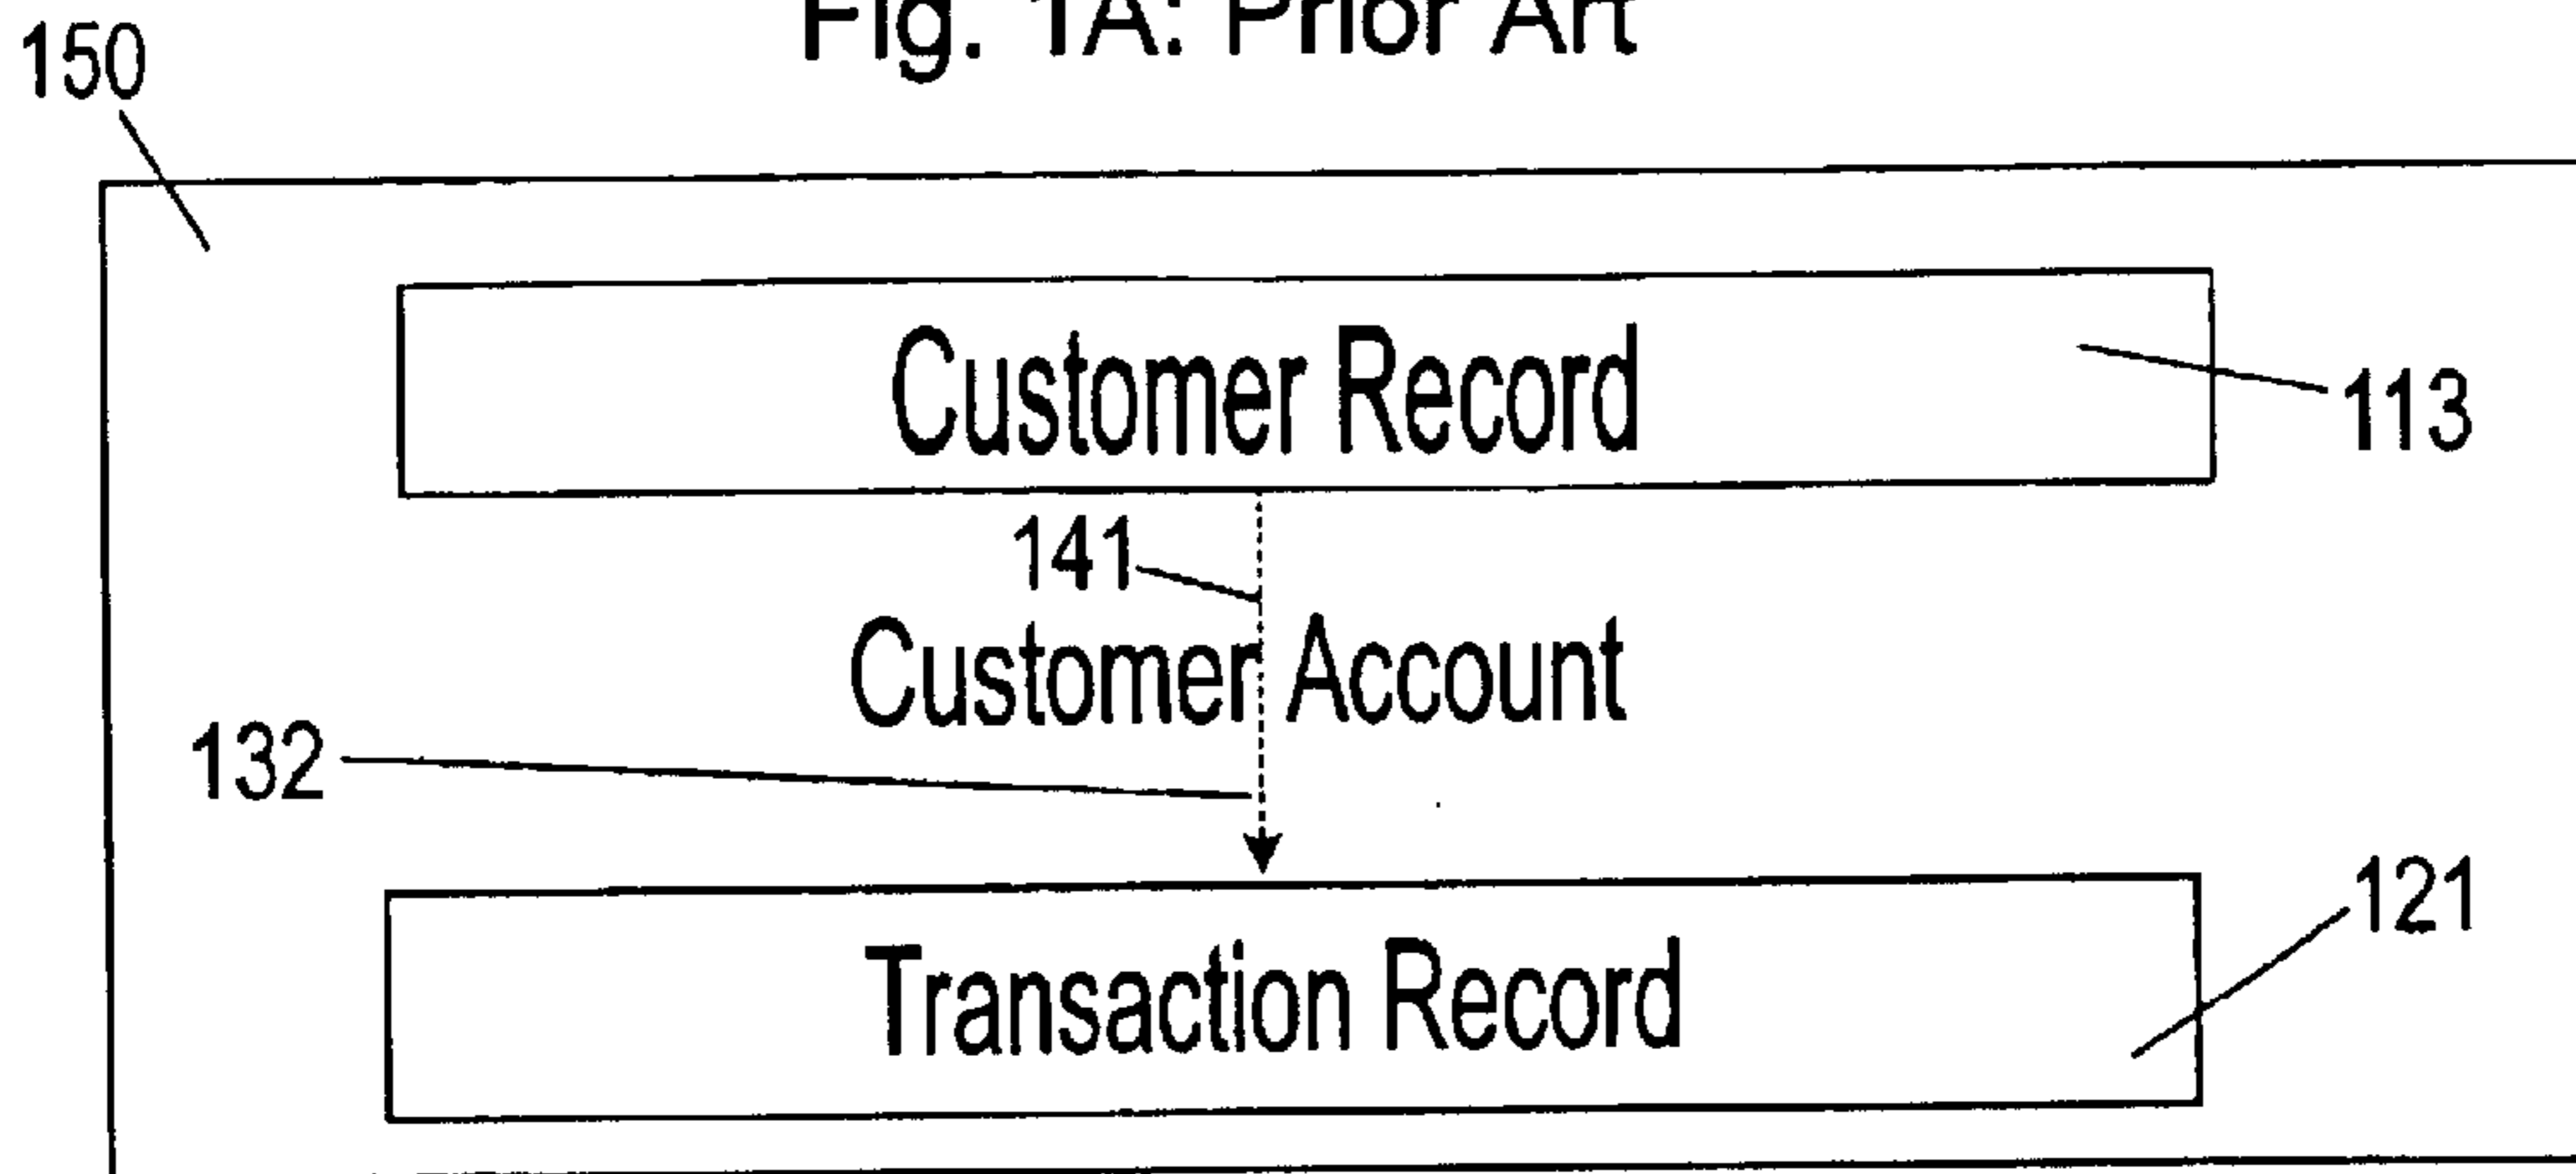 Fig. 1A: Prior Art
150
Customer Record
113
141
Customer Account
132
121
Transaction Record